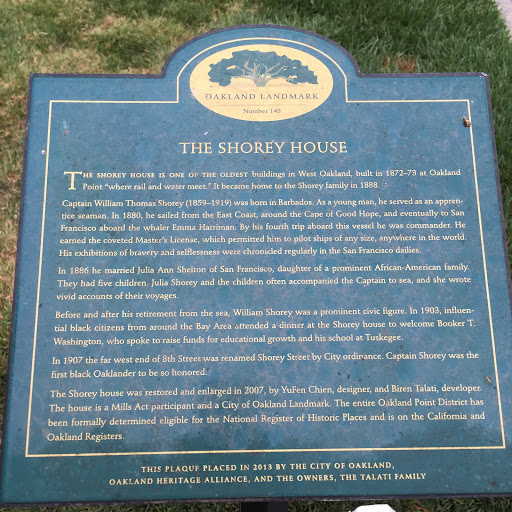 OAKLAND LANDMARK
Number 145
THE SHOREY HOUSE
THE SHOREY HOUSE IS ONE OF THE OLDEST buildings in West Oakland, built in 1872–73 at Oakland
Point "where rail and water meet." It became home to the Shorey family in 1888.
Captain William Thomas Shorey (1859–1919) was born in Barbados. As a young man, he served as an appren-
tice seaman. In 1880, he sailed from the East Coast, around the Cape of Good Hope, and eventually to San
Francisco aboard the whaler Emma Harriman. By his fourth trip aboard this vessel he was commander. He
earned the coveted Master's License, which permitted him to pilot ships of any size, anywhere in the world.
His exhibitions of bravery and selflessness were chronicled regularly in the San Francisco dailies.
In 1886 he married Julia Ann Shelton of San Francisco, daughter of a prominent African-American family.
They had five children. Julia Shorey and the children often accompanied the Captain to sea, and she wrote
vivid accounts of their voyages.
Before and after his retirement from the sea, William Shorey was a prominent civic figure. In 1903, influen-
tial black citizens from around the Bay Area attended a dinner at the Shorey house to welcome Booker T.
Washington, who spoke to raise funds for educational growth and his school at Tuskegee.
In 1907 the far west end of 8th Street was renamed Shorey Street by City ordinance. Captain Shorey was the
first black Oaklander to be so honored.
The Shorey house was restored and enlarged in 2007, by YuFen Chien, designer, and Biren Talati, developer.
The house is a Mills Act participant and a City of Oakland Landmark. The entire Oakland Point District has
been formally determined eligible for the National Register of Historic Places and is on the California and
Oakland Registers.
THIS PLAQUE PLACED IN 2013 BY THE CITY OF OAKLAND,
OAKLAND HERITAGE ALLIANCE, AND THE OWNERS, THE TALATI FAMILY